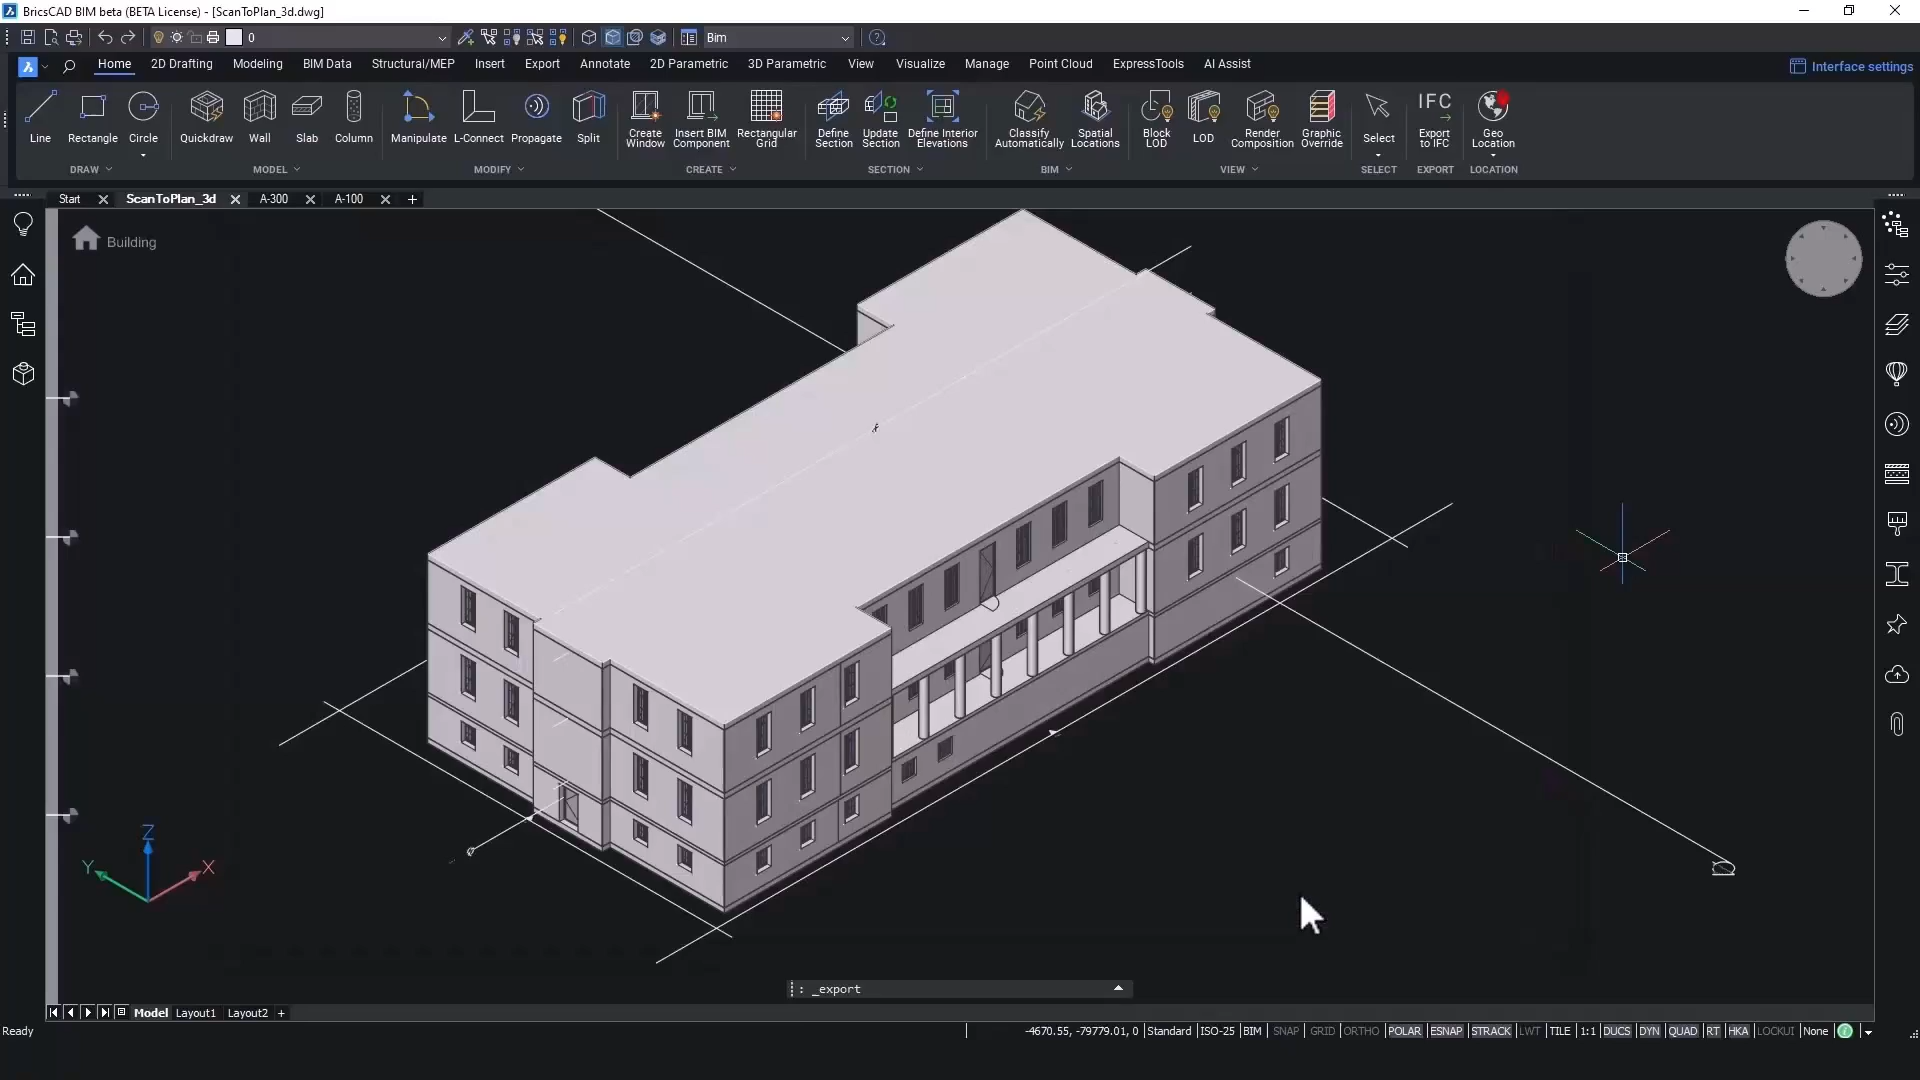 BricsCAD BIM beta (BETA License) - [ScanToPlan_3d.dwg]
0
Bim
Home 2D Drafting Modeling BIM Data Structural/MEP Insert Export Annotate 2D Parametric 3D Parametric View Visualize Manage Point Cloud ExpressTools AI Assist Interface settings
Line Rectangle Circle Quickdraw Wall Slab Column Manipulate L-Connect Propagate Split Create Window Insert BIM Component Rectangular Grid Define Section Update Section Define Interior Elevations Classify Automatically Spatial Locations Block LOD LOD Render Composition Graphic Override Select IFC Export to IFC Geo Location
DRAW MODEL MODIFY CREATE SECTION BIM VIEW SELECT EXPORT LOCATION
Start ScanToPlan_3d A-300 A-100
Building
Z
Y X
: _export
Model Layout1 Layout2 +
Ready -4670.55, -79779.01, 0 Standard ISO-25 BIM SNAP GRID ORTHO POLAR ESNAP STRACK LWT TILE 1:1 DUCS DYN QUAD RT HKA LOCKUI None